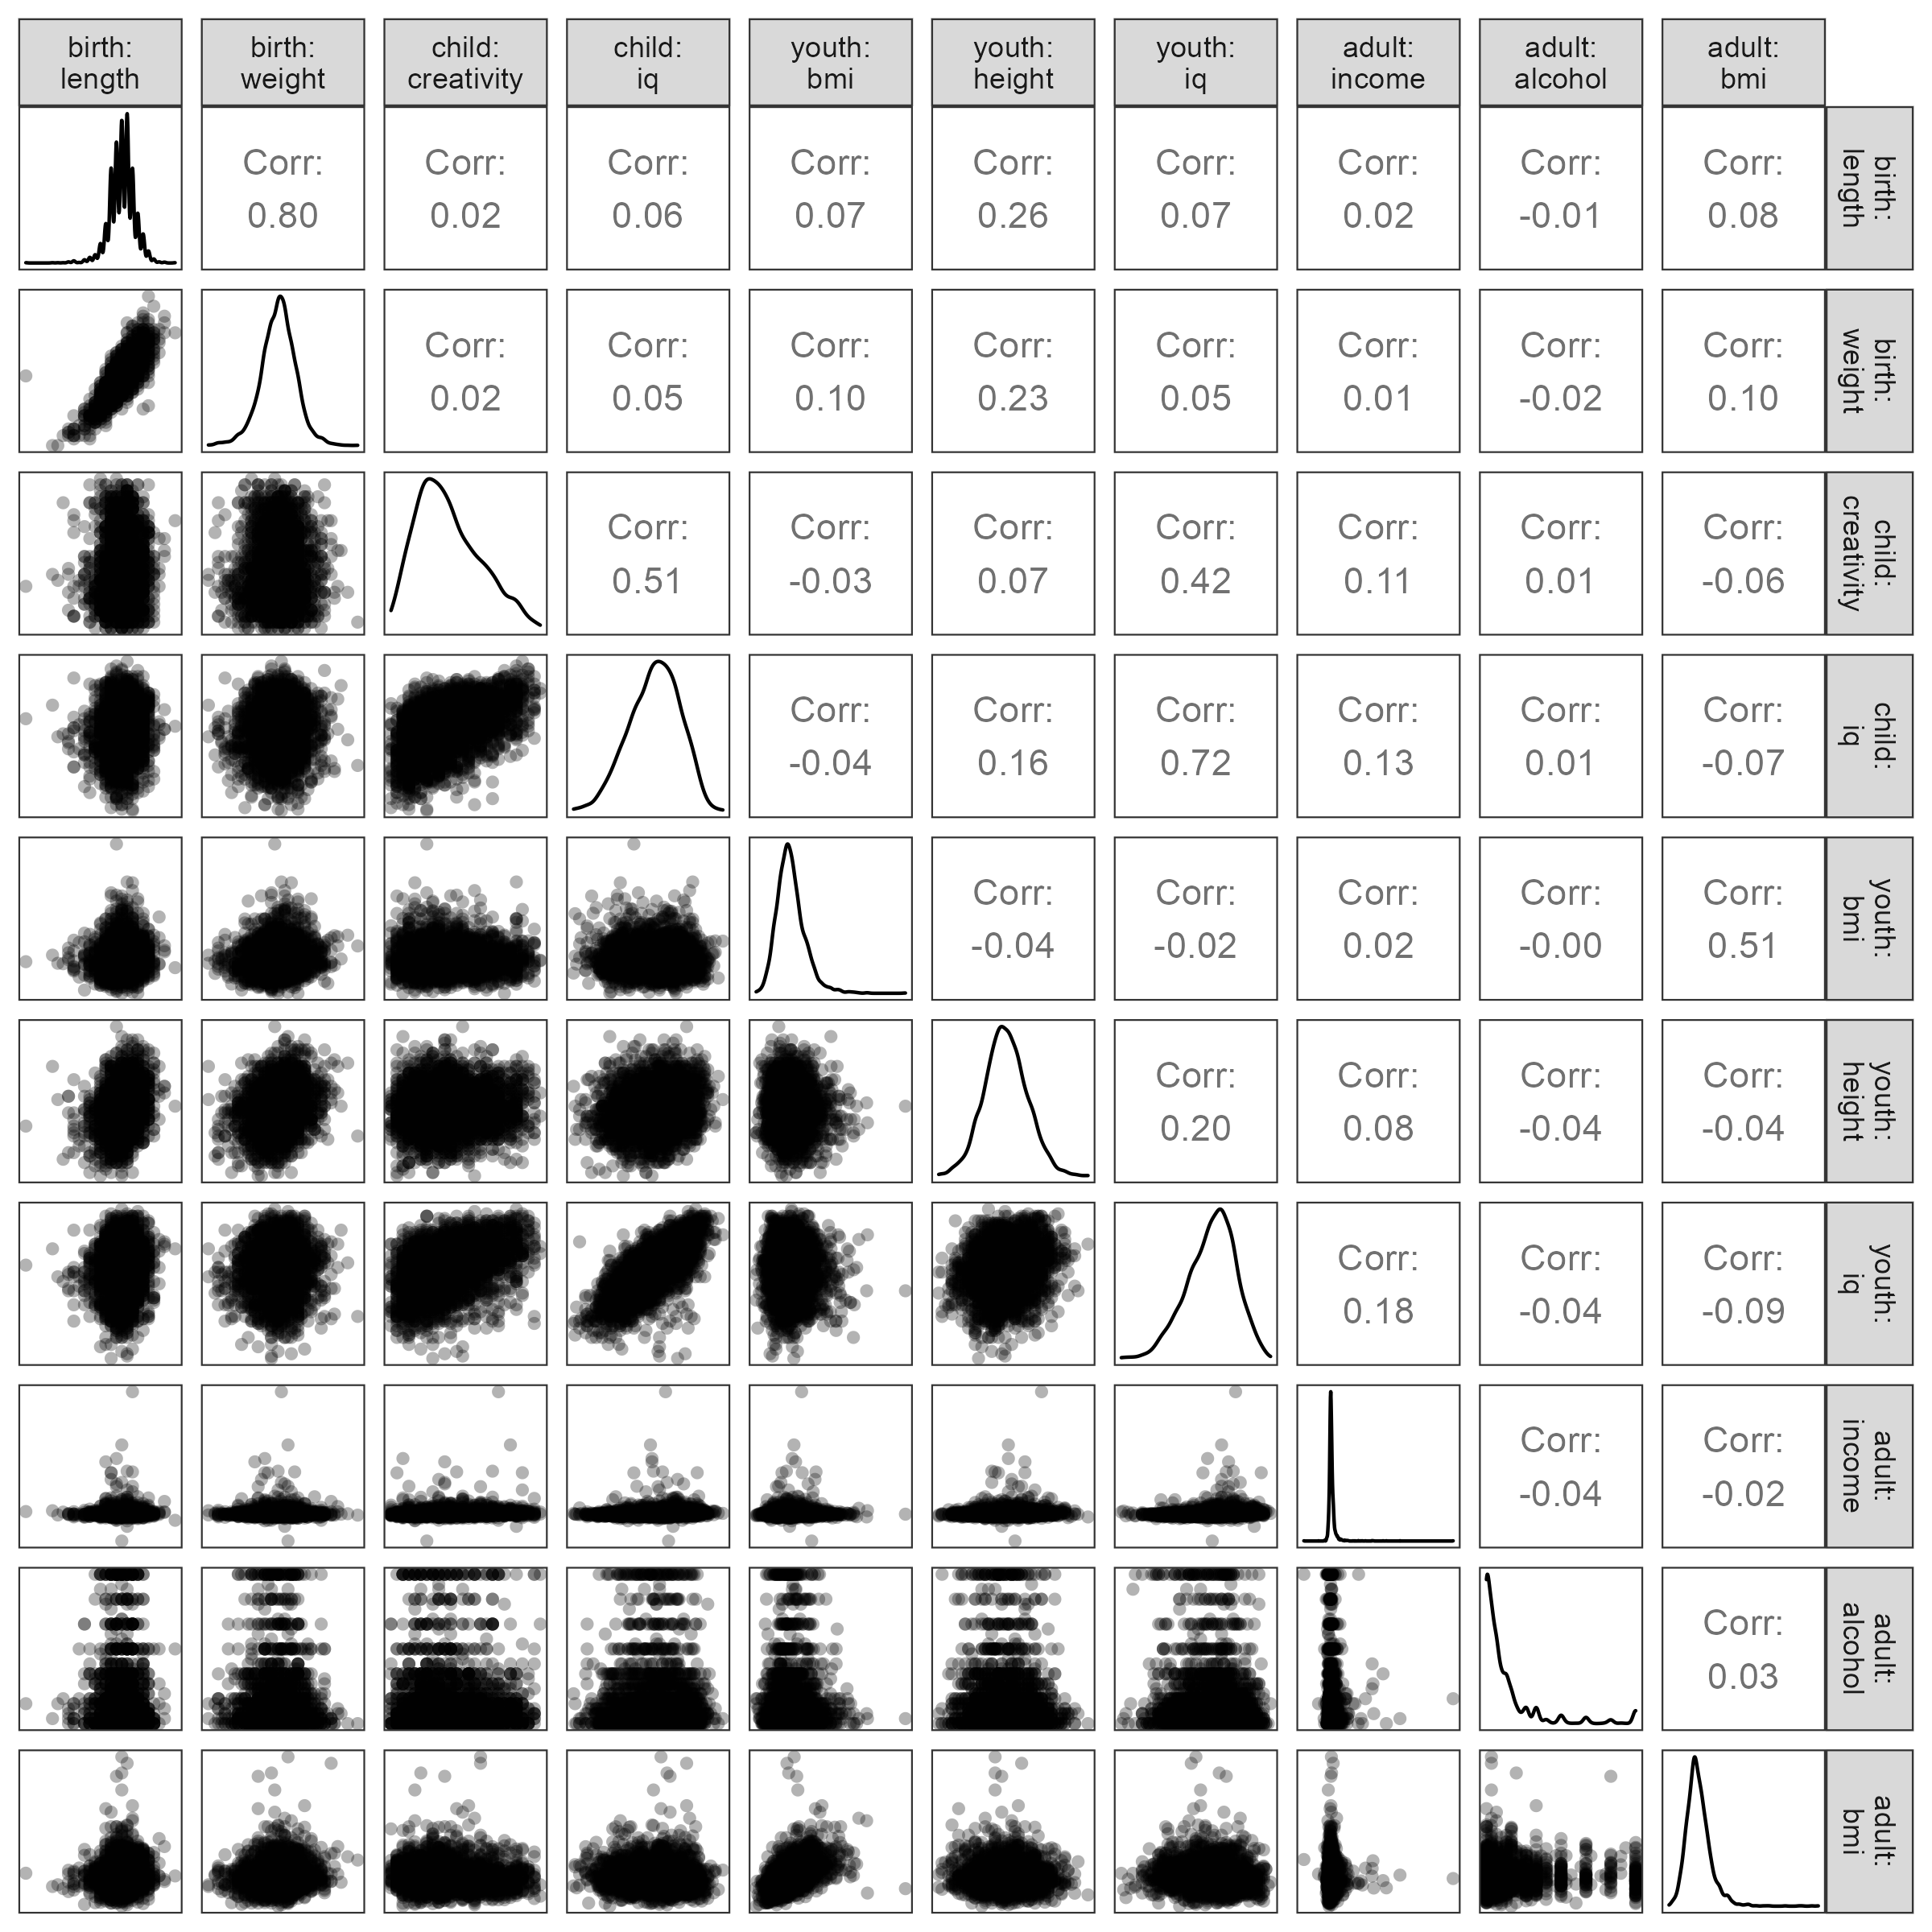 birth:
length
birth:
weight
child:
creativity
child:
iq
youth:
bmi
youth:
height
youth:
iq
adult:
income
adult:
alcohol
adult:
bmi
Corr:
0.80
Corr:
0.02
Corr:
0.06
Corr:
0.07
Corr:
0.26
Corr:
0.07
Corr:
0.02
Corr:
-0.01
Corr:
0.08
birth:
length
Corr:
0.02
Corr:
0.05
Corr:
0.10
Corr:
0.23
Corr:
0.05
Corr:
0.01
Corr:
-0.02
Corr:
0.10
birth:
weight
Corr:
0.51
Corr:
-0.03
Corr:
0.07
Corr:
0.42
Corr:
0.11
Corr:
0.01
Corr:
-0.06
child:
creativity
Corr:
-0.04
Corr:
0.16
Corr:
0.72
Corr:
0.13
Corr:
0.01
Corr:
-0.07
child:
iq
Corr:
-0.04
Corr:
-0.02
Corr:
0.02
Corr:
-0.00
Corr:
0.51
youth:
bmi
Corr:
0.20
Corr:
0.08
Corr:
-0.04
Corr:
-0.04
youth:
height
Corr:
0.18
Corr:
-0.04
Corr:
-0.09
youth:
iq
Corr:
-0.04
Corr:
-0.02
adult:
income
Corr:
0.03
adult:
alcohol
adult:
bmi